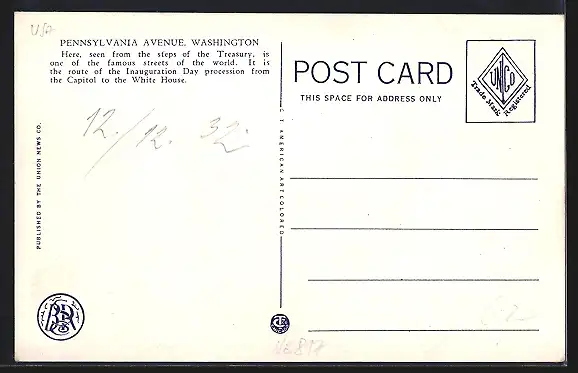 USA
PENNSYLVANIA AVENUE, WASHINGTON
Here, seen from the steps of the Treasury, is
one of the famous streets of the world. It is
the route of the Inauguration Day procession from
the Capitol to the White House.
12./12. 32.
PUBLISHED BY THE UNION NEWS CO.
C. T. AMERICAN ART COLORED
POST CARD
THIS SPACE FOR ADDRESS ONLY
UNCO
Trade Mark Registered